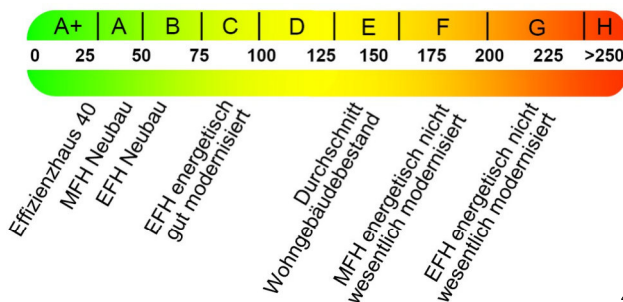 A+ A B C D E F G H
0 25 50 75 100 125 150 175 200 225 >250
Effizienzhaus 40
MFH Neubau
EFH Neubau
EFH energetisch
gut modernisiert
Durchschnitt
Wohngebäudebestand
MFH energetisch nicht
wesentlich modernisiert
EFH energetisch nicht
wesentlich modernisiert